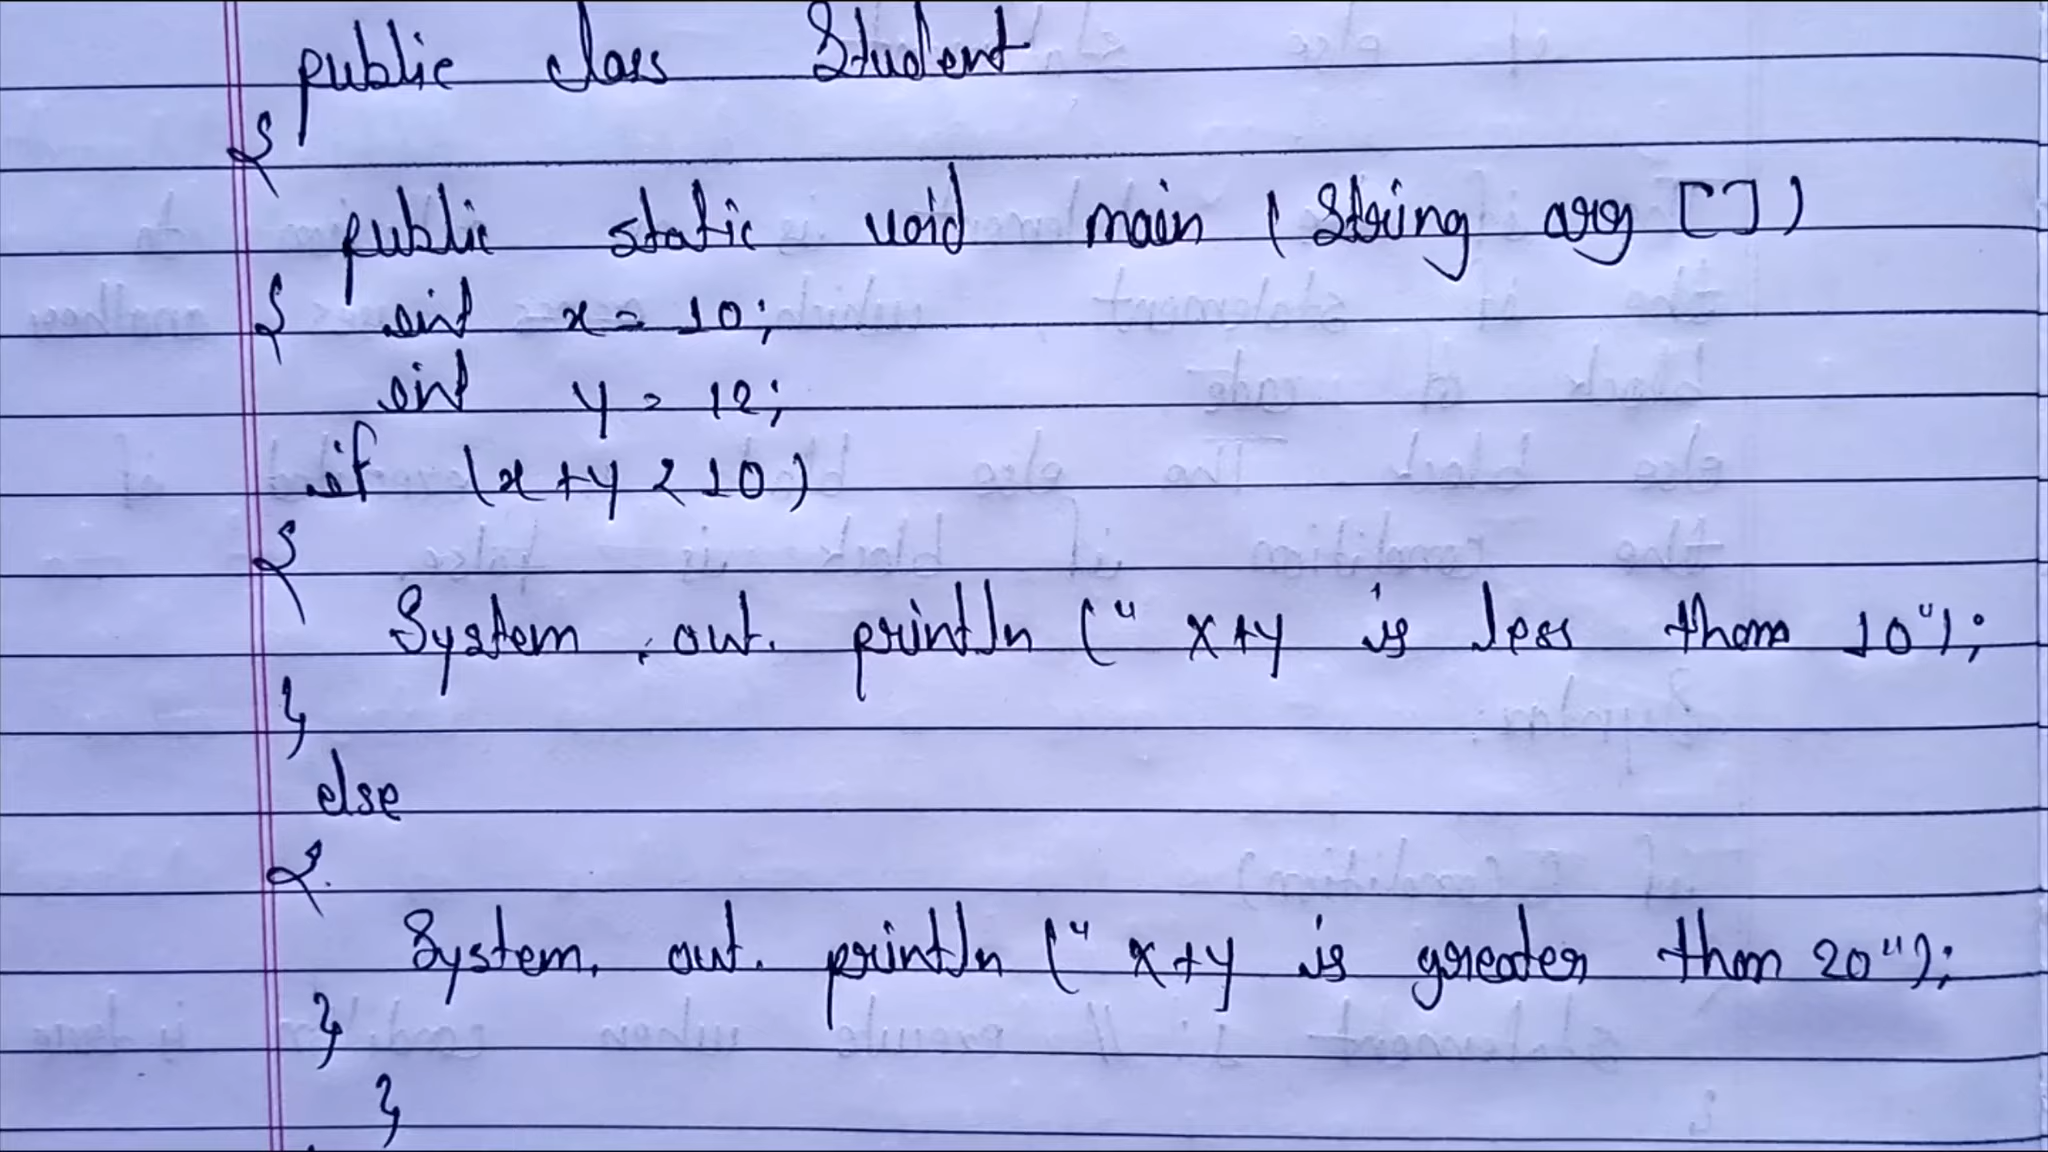 public class Student
{
public static void main (String arg [])
{ int x = 10;
int y = 12;
if (x+y < 10)
{
System.out.println (" x+y is less than 10");
}
else
{
System.out.println (" x+y is greater than 20");
}
}